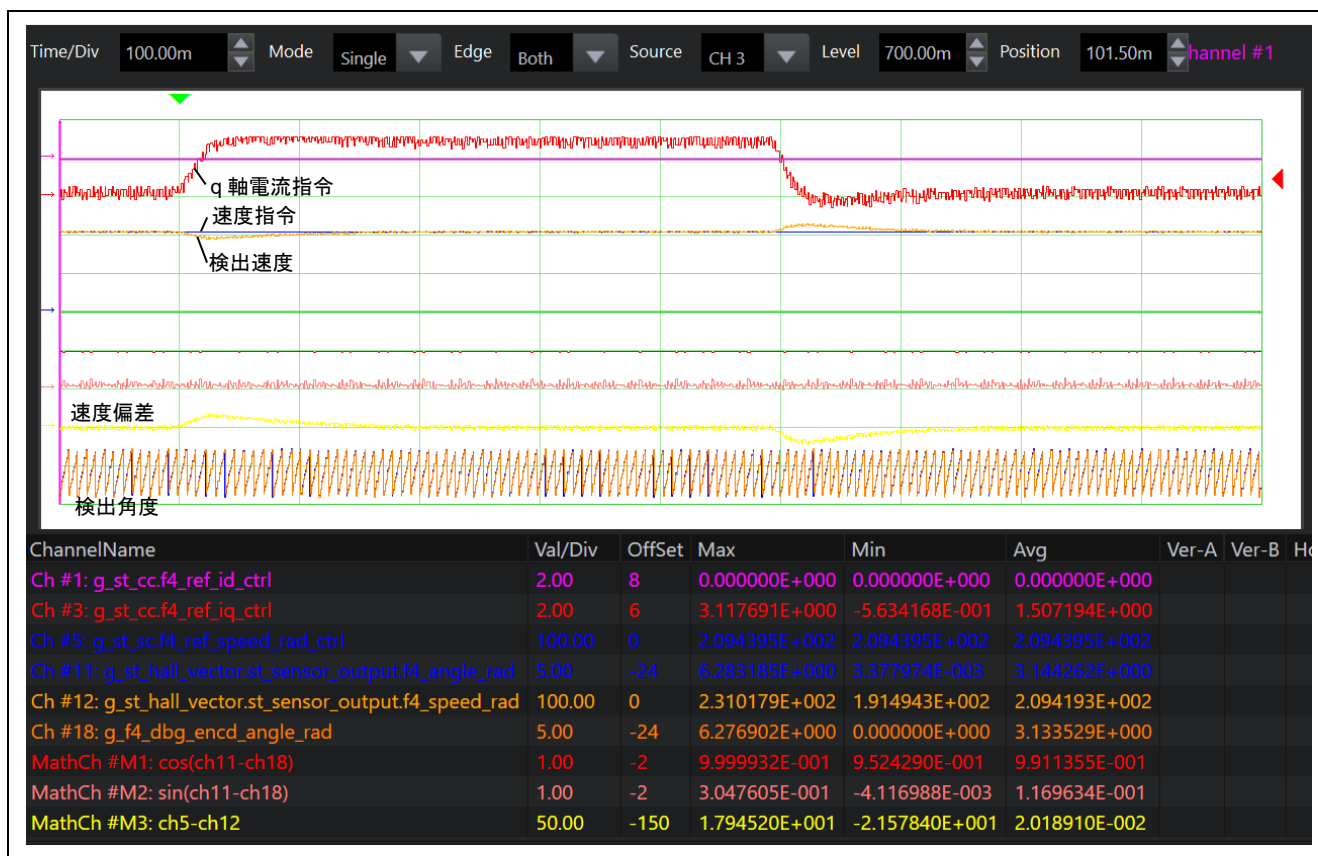 Time/Div 100.00m Mode Single Edge Both Source CH 3 Level 700.00m Position 101.50m hannel #1
q 軸電流指令
速度指令
検出速度
速度偏差
検出角度
ChannelName Val/Div OffSet Max Min Avg Ver-A Ver-B Ho
Ch #1: g_st_cc.f4_ref_id_ctrl 2.00 8 0.000000E+000 0.000000E+000 0.000000E+000
Ch #3: g_st_cc.f4_ref_iq_ctrl 2.00 6 3.117691E+000 -5.634168E-001 1.507194E+000
Ch #5: g_st_sc.f4_ref_speed_rad_ctrl 100.00 0 2.094395E+002 2.094395E+002 2.094395E+002
Ch #11: g_st_hall_vector.st_sensor_output.f4_angle_rad 5.00 -24 6.283185E+000 3.377974E-003 3.144262E+000
Ch #12: g_st_hall_vector.st_sensor_output.f4_speed_rad 100.00 0 2.310179E+002 1.914943E+002 2.094193E+002
Ch #18: g_f4_dbg_encd_angle_rad 5.00 -24 6.276902E+000 0.000000E+000 3.133529E+000
MathCh #M1: cos(ch11-ch18) 1.00 -2 9.999932E-001 9.524290E-001 9.911355E-001
MathCh #M2: sin(ch11-ch18) 1.00 -2 3.047605E-001 -4.116988E-003 1.169634E-001
MathCh #M3: ch5-ch12 50.00 -150 1.794520E+001 -2.157840E+001 2.018910E-002